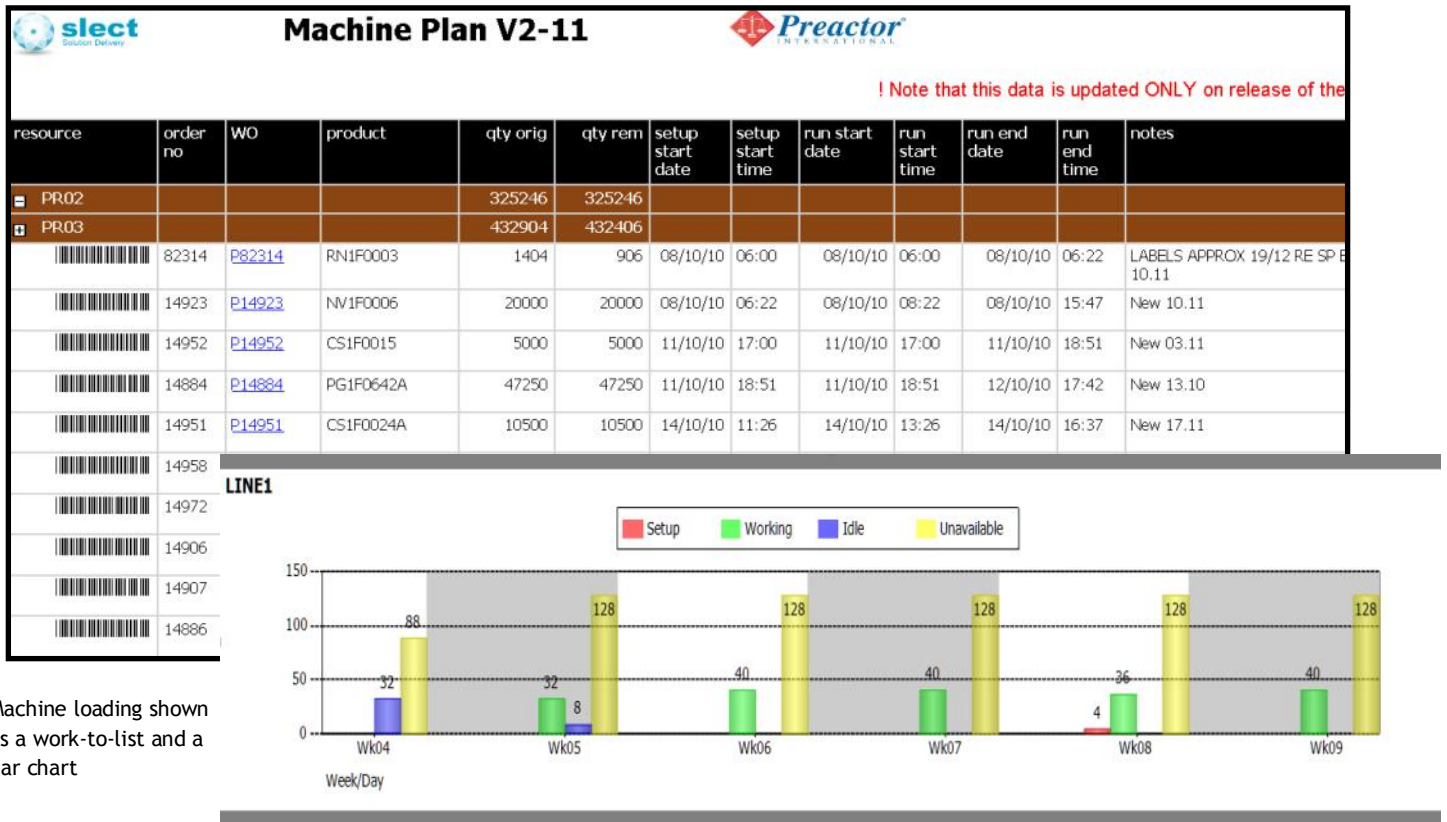 slect
Solution Delivery
Machine Plan V2-11
Preactor
INTERNATIONAL
! Note that this data is updated ONLY on release of the
resource order no WO product qty orig qty rem setup start date setup start time run start date run start time run end date run end time notes
PR02 325246 325246
PR03 432904 432406
82314 P82314 RN1F0003 1404 906 08/10/10 06:00 08/10/10 06:00 08/10/10 06:22 LABELS APPROX 19/12 RE SP
10.11
14923 P14923 NV1F0006 20000 20000 08/10/10 06:22 08/10/10 08:22 08/10/10 15:47 New 10.11
14952 P14952 CS1F0015 5000 5000 11/10/10 17:00 11/10/10 17:00 11/10/10 18:51 New 03.11
14884 P14884 PG1F0642A 47250 47250 11/10/10 18:51 11/10/10 18:51 12/10/10 17:42 New 13.10
14951 P14951 CS1F0024A 10500 10500 14/10/10 11:26 14/10/10 13:26 14/10/10 16:37 New 17.11
14958
14972
14906
14907
14886
LINE1
Setup Working Idle Unavailable
150
100
50
0
32 88
32 8 128
40 128
40 128
4 36 128
40 128
Wk04 Wk05 Wk06 Wk07 Wk08 Wk09
Week/Day
achine loading shown
s a work-to-list and a
ar chart